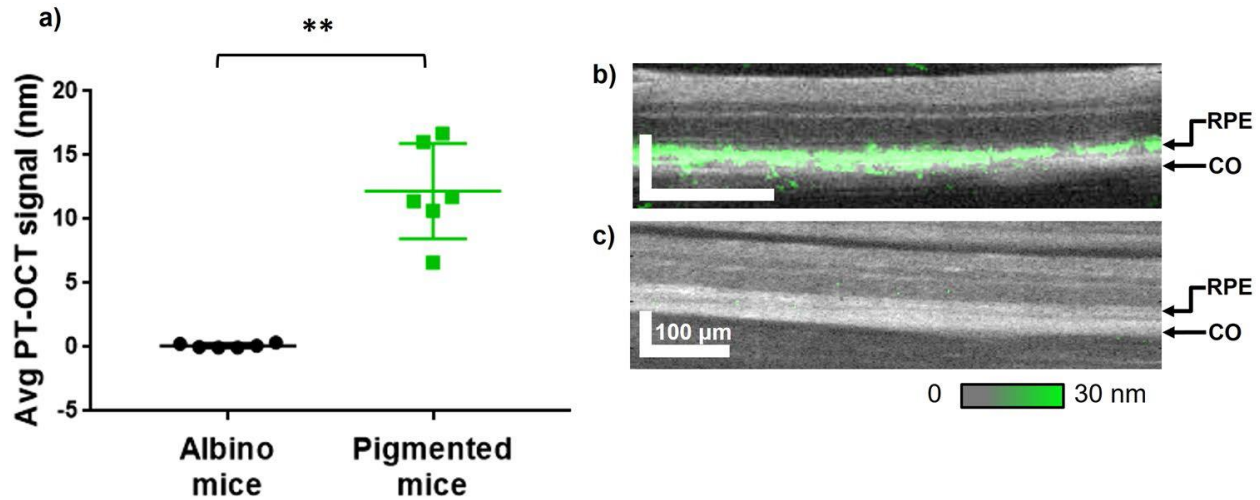 a)
**
Avg PT-OCT signal (nm)
20
15
10
5
0
-5
Albino
mice
Pigmented
mice
b)
RPE
CO
c)
RPE
CO
100 µm
0
30 nm